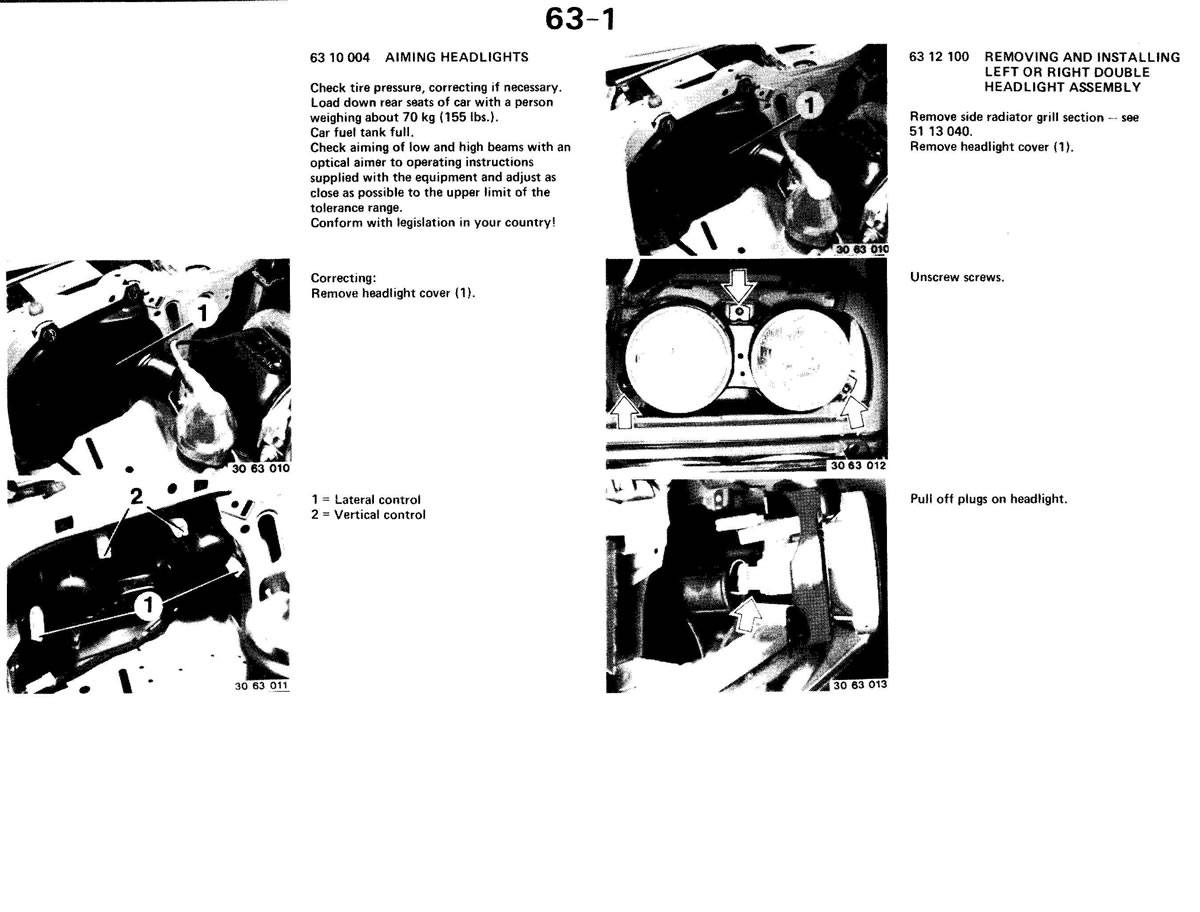 63-1
63 10 004 AIMING HEADLIGHTS
Check tire pressure, correcting if necessary.
Load down rear seats of car with a person
weighing about 70 kg (155 lbs.).
Car fuel tank full.
Check aiming of low and high beams with an
optical aimer to operating instructions
supplied with the equipment and adjust as
close as possible to the upper limit of the
tolerance range.
Conform with legislation in your country!
1
30 63 010
Correcting:
Remove headlight cover (1).
2
1
30 63 011
1 = Lateral control
2 = Vertical control
1
30 63 010
63 12 100 REMOVING AND INSTALLING
LEFT OR RIGHT DOUBLE
HEADLIGHT ASSEMBLY
Remove side radiator grill section — see
51 13 040.
Remove headlight cover (1).
30 63 012
Unscrew screws.
30 63 013
Pull off plugs on headlight.